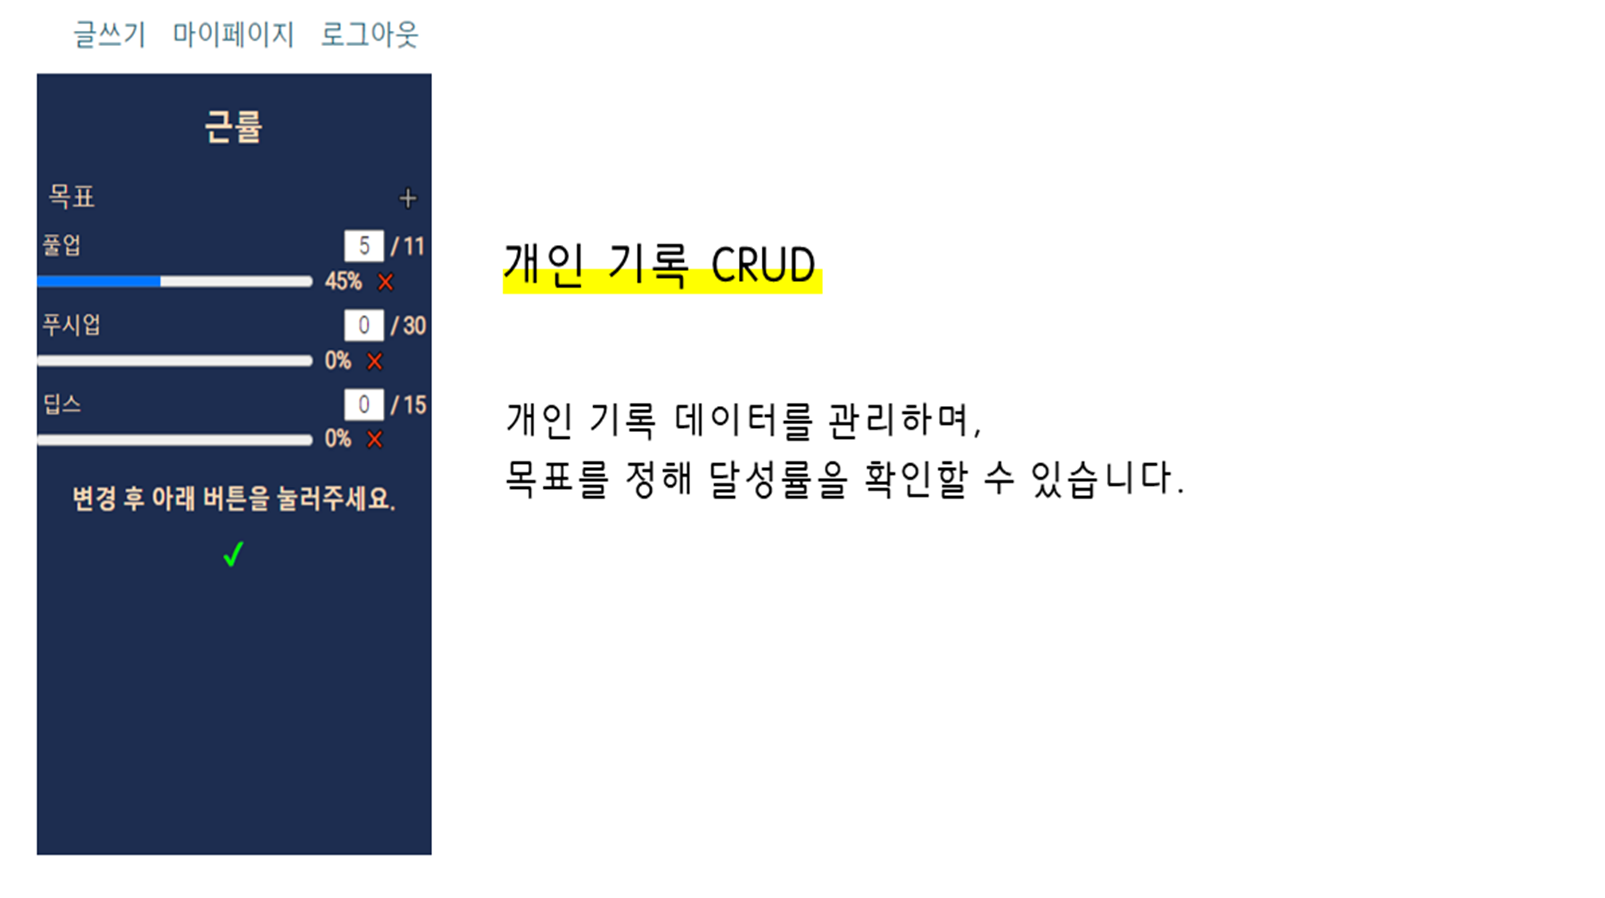 글쓰기 마이페이지 로그아웃
근률
목표 +
풀업 5 / 11
45%
푸시업 0 / 30
0%
딥스 0 / 15
0%
변경 후 아래 버튼을 눌러주세요.
개인 기록 CRUD
개인 기록 데이터를 관리하며,
목표를 정해 달성률을 확인할 수 있습니다.